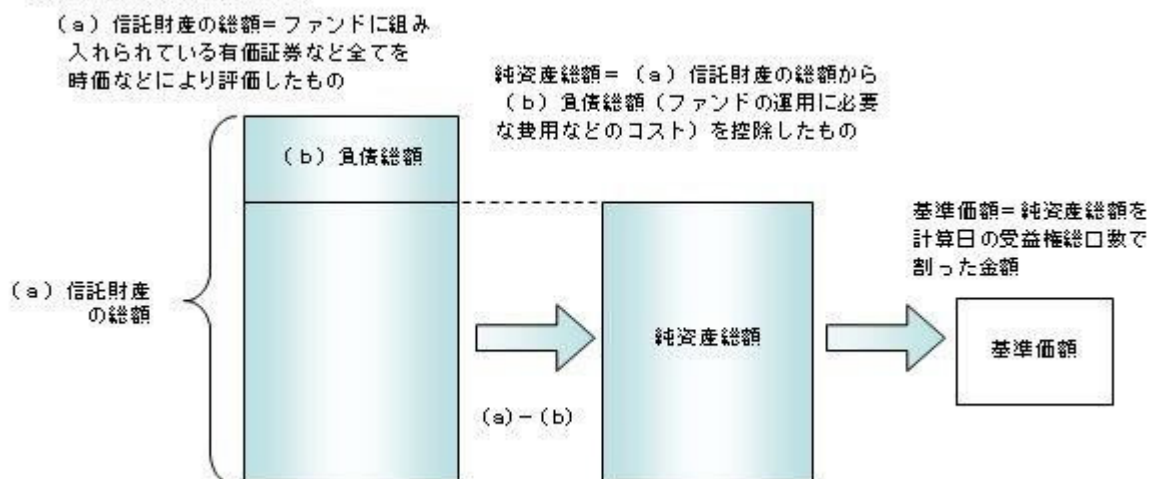 （a）信託財産の総額＝ファンドに組み
入れられている有価証券など全てを
時価などにより評価したもの
純資産総額＝（a）信託財産の総額から
（b）負債総額（ファンドの運用に必要
な費用などのコスト）を控除したもの
（b）負債総額
基準価額＝純資産総額を
計算日の受益権総口数で
割った金額
（a）信託財産
の総額
純資産総額
基準価額
(a)－(b)